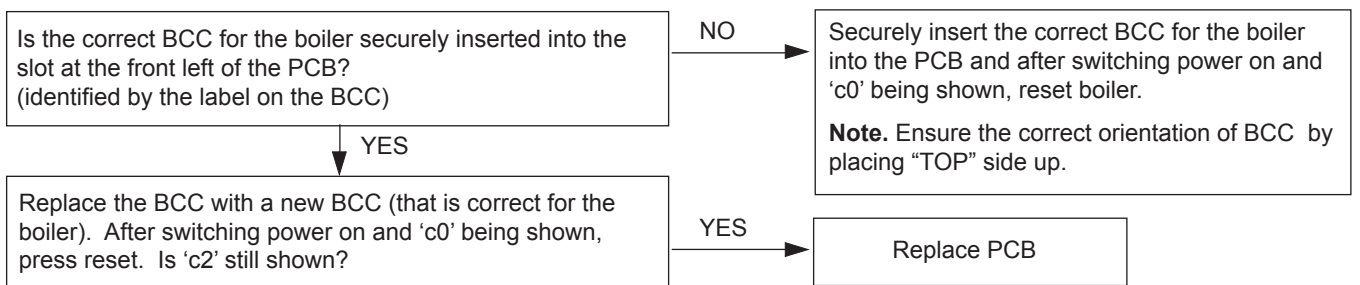 Is the correct BCC for the boiler securely inserted into the
slot at the front left of the PCB?
(identified by the label on the BCC)
NO
Securely insert the correct BCC for the boiler
into the PCB and after switching power on and
‘c0’ being shown, reset boiler.
Note. Ensure the correct orientation of BCC by
placing “TOP” side up.
YES
Replace the BCC with a new BCC (that is correct for the
boiler). After switching power on and ‘c0’ being shown,
press reset. Is ‘c2’ still shown?
YES
Replace PCB